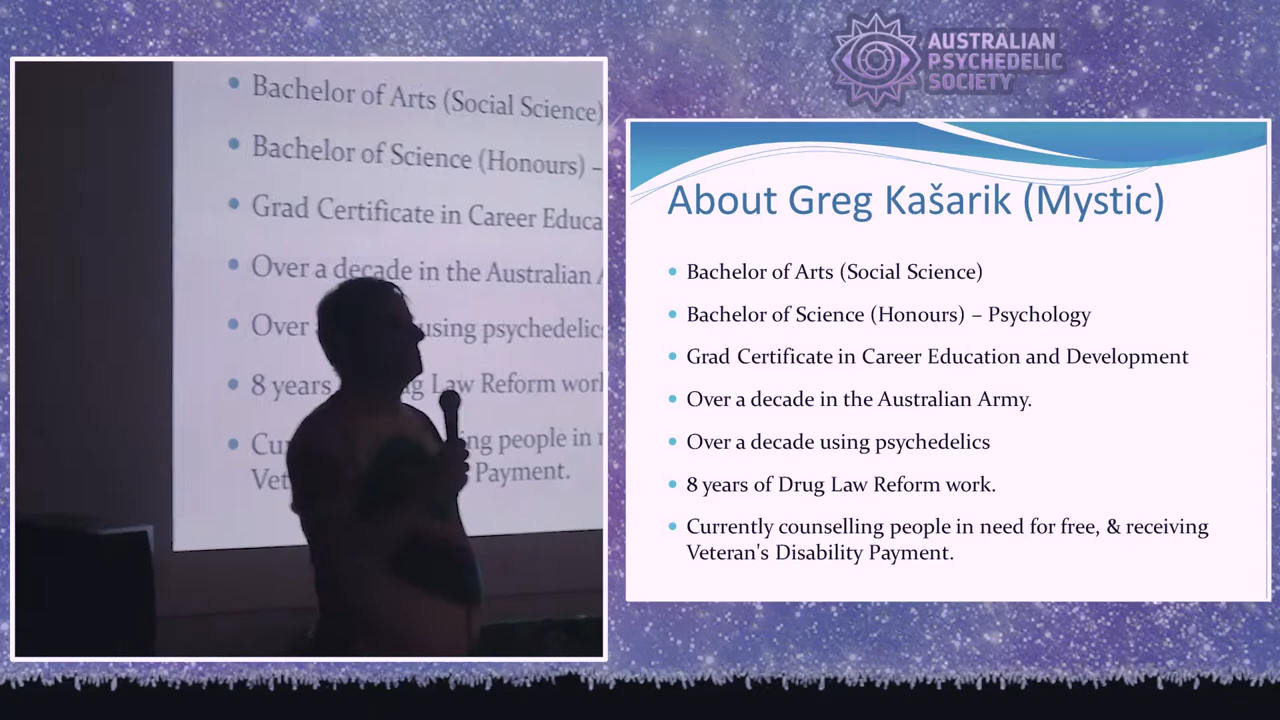 AUSTRALIAN
PSYCHEDELIC
SOCIETY
Bachelor of Arts (Social Science)
Bachelor of Science (Honours) –
Grad Certificate in Career Educa
Over a decade in the Australian
Over using psychedelic
8 years Law Reform
people in
Payment.
About Greg Kašarik (Mystic)
• Bachelor of Arts (Social Science)
• Bachelor of Science (Honours) – Psychology
• Grad Certificate in Career Education and Development
• Over a decade in the Australian Army.
• Over a decade using psychedelics
• 8 years of Drug Law Reform work.
• Currently counselling people in need for free, & receiving
Veteran's Disability Payment.